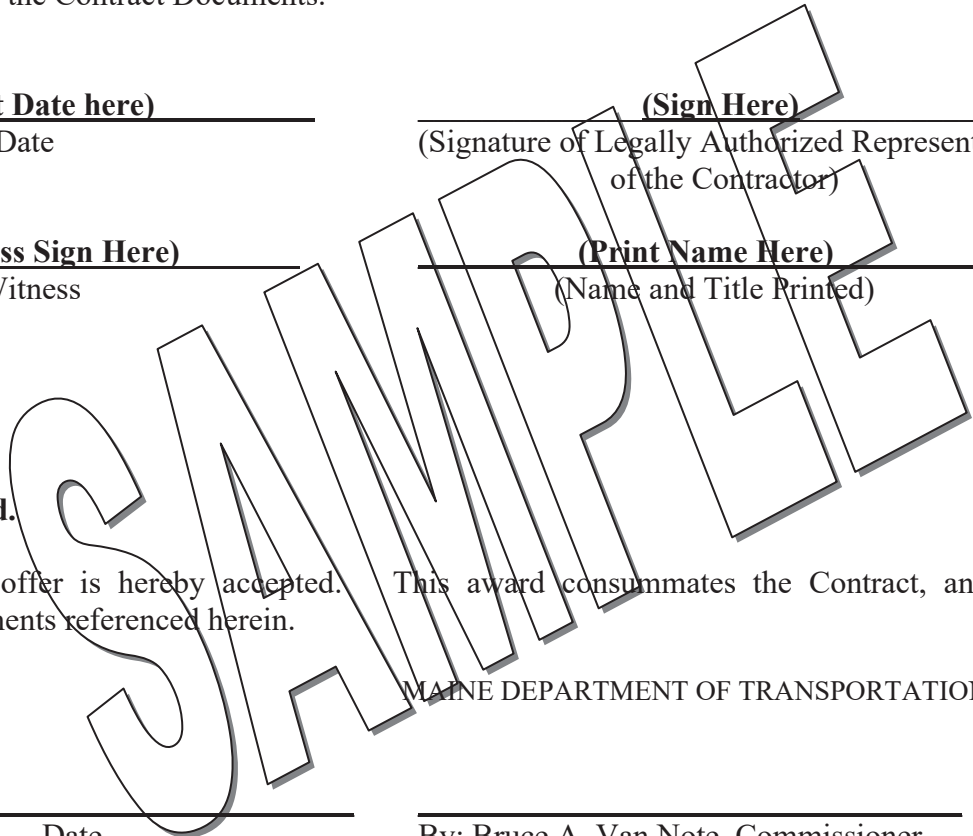 the Contract Documents.
t Date here)
(Sign Here)
Date
(Signature of Legally Authorized Represent
of the Contractor)
ss Sign Here)
(Print Name Here)
Witness
(Name and Title Printed)
SAMPLE
d.
offer is hereby accepted. This award consummates the Contract, an
ments referenced herein.
MAINE DEPARTMENT OF TRANSPORTATION
Date
By: Bruce A. Van Note, Commissioner